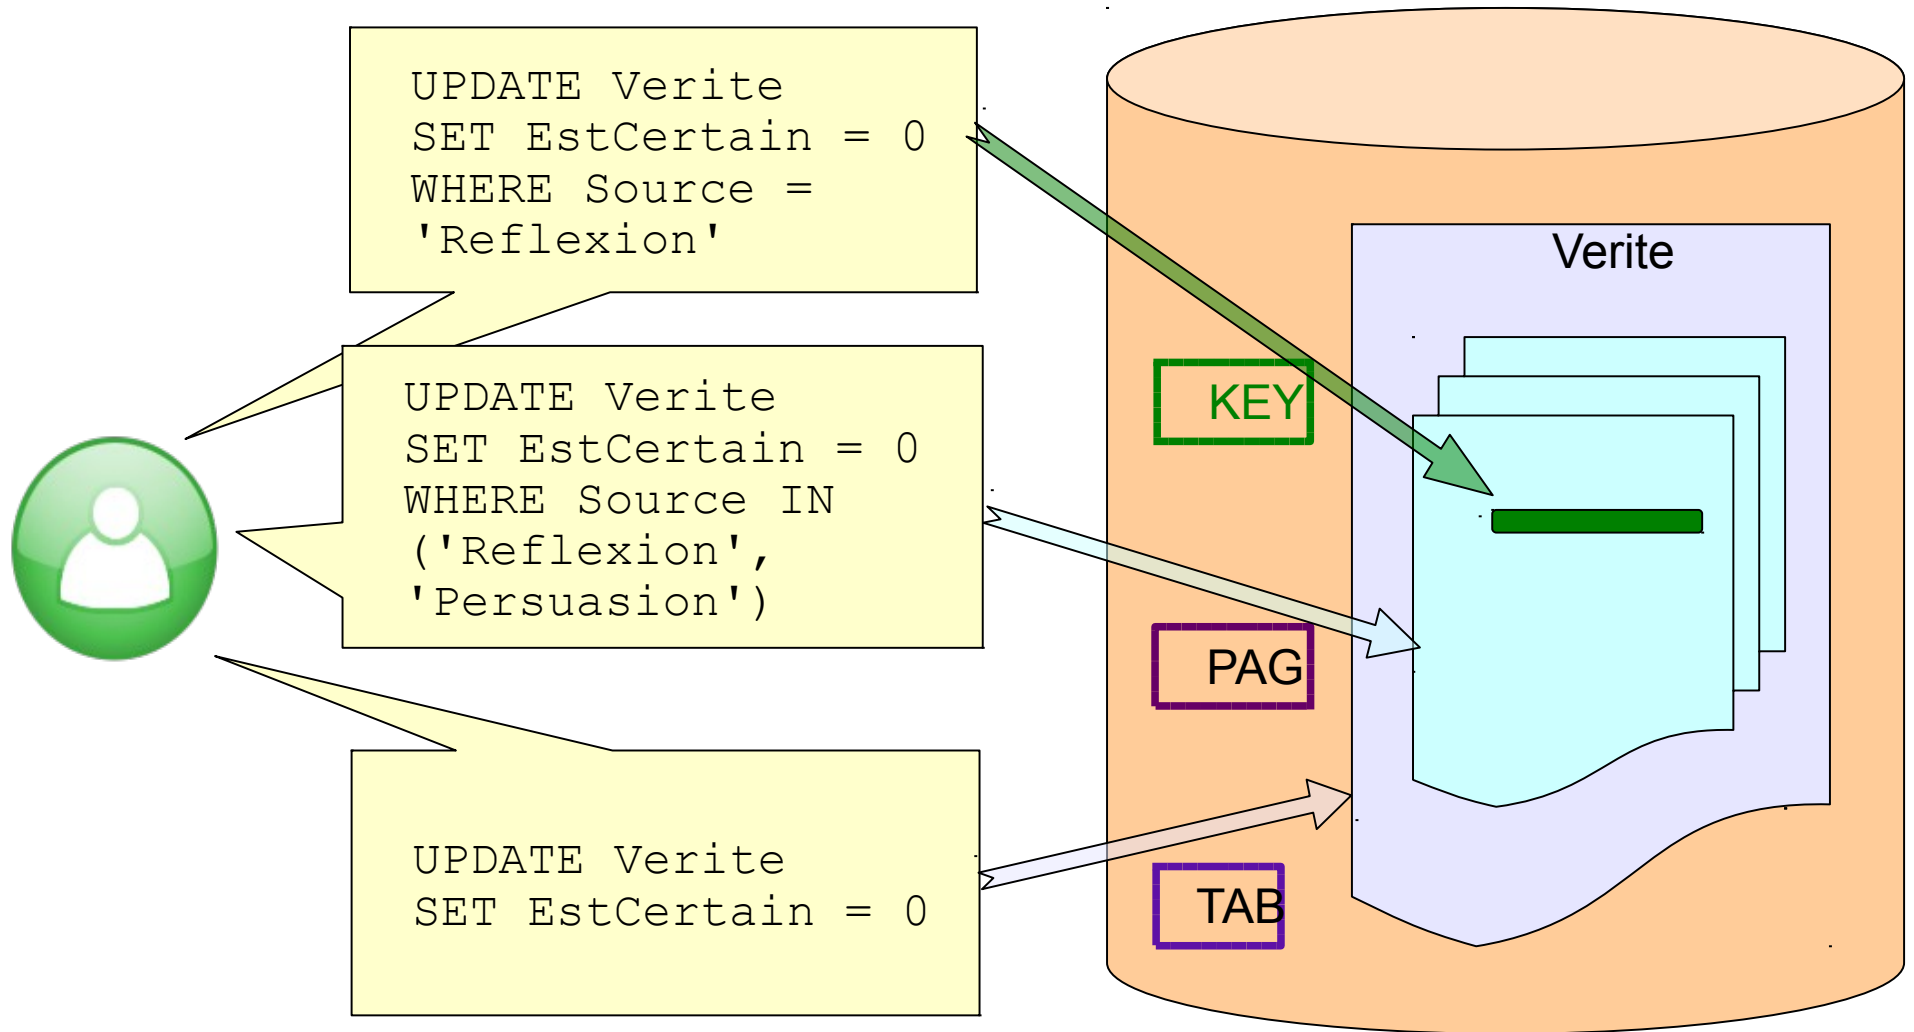 UPDATE Verite
SET EstCertain = 0
WHERE Source =
'Reflexion'
UPDATE Verite
SET EstCertain = 0
WHERE Source IN
('Reflexion',
'Persuasion')
UPDATE Verite
SET EstCertain = 0
Verite
KEY
PAG
TAB